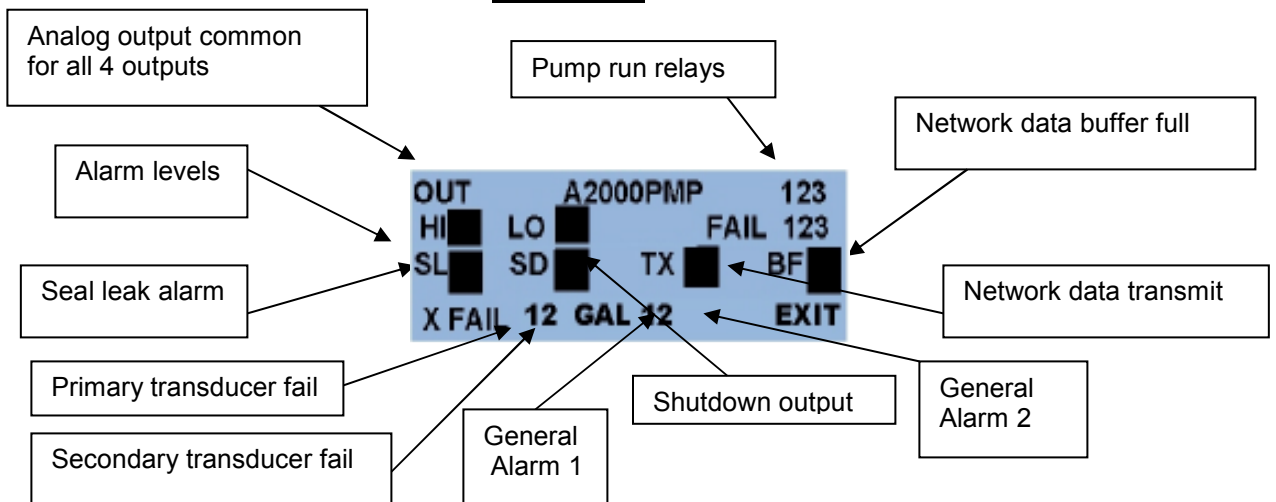 Analog output common
for all 4 outputs
Pump run relays
Network data buffer full
Alarm levels
OUT A2000PMP 123
HI LO FAIL 123
SL SD TX BF
X FAIL 12 GAL 12 EXIT
Seal leak alarm
Network data transmit
Primary transducer fail
Shutdown output
General
Alarm 2
General
Alarm 1
Secondary transducer fail